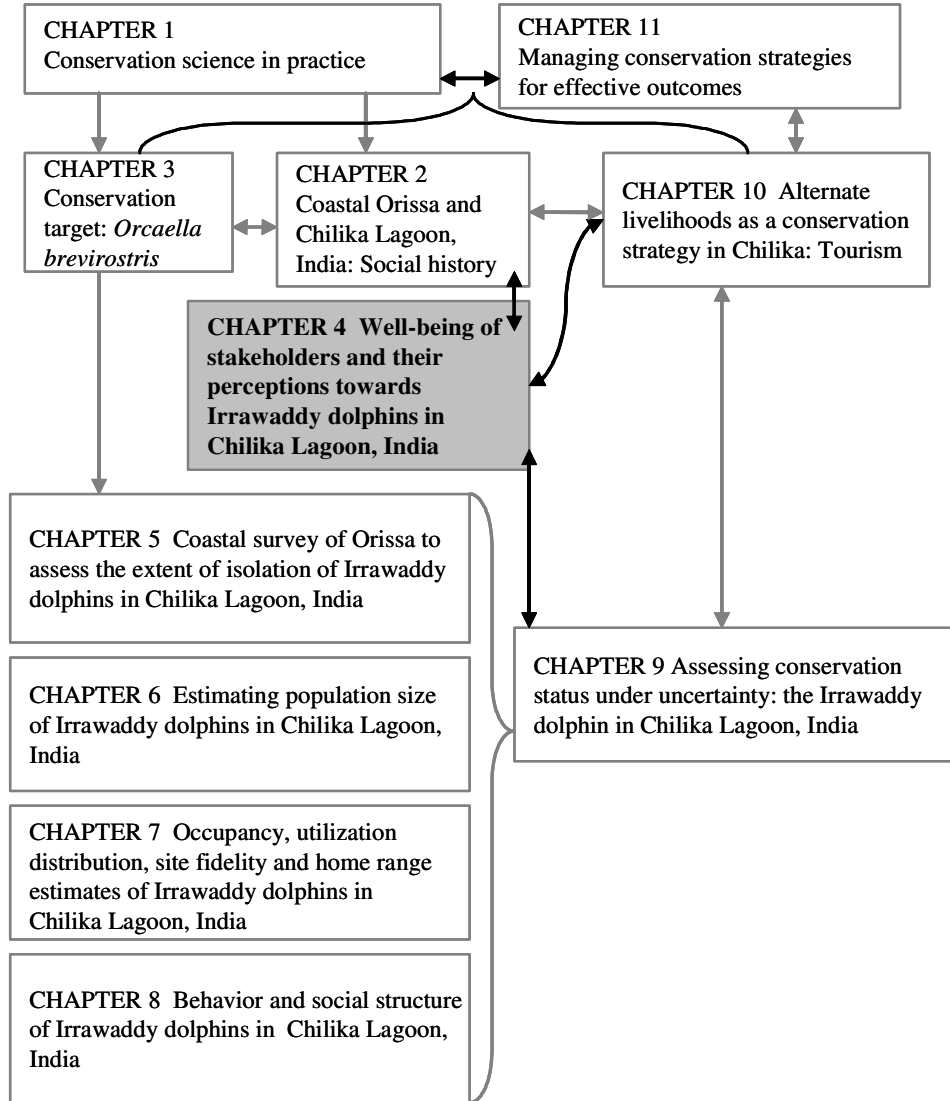 CHAPTER 1
Conservation science in practice
CHAPTER 11
Managing conservation strategies
for effective outcomes
CHAPTER 3
Conservation
target: Orcaella
brevirostris
CHAPTER 2
Coastal Orissa and
Chilika Lagoon,
India: Social history
CHAPTER 10 Alternate
livelihoods as a conservation
strategy in Chilika: Tourism
CHAPTER 4 Well-being of
stakeholders and their
perceptions towards
Irrawaddy dolphins in
Chilika Lagoon, India
CHAPTER 5 Coastal survey of Orissa to
assess the extent of isolation of Irrawaddy
dolphins in Chilika Lagoon, India
CHAPTER 6 Estimating population size
of Irrawaddy dolphins in Chilika Lagoon,
India
CHAPTER 7 Occupancy, utilization
distribution, site fidelity and home range
estimates of Irrawaddy dolphins in
Chilika Lagoon, India
CHAPTER 8 Behavior and social structure
of Irrawaddy dolphins in Chilika Lagoon,
India
CHAPTER 9 Assessing conservation
status under uncertainty: the Irrawaddy
dolphin in Chilika Lagoon, India